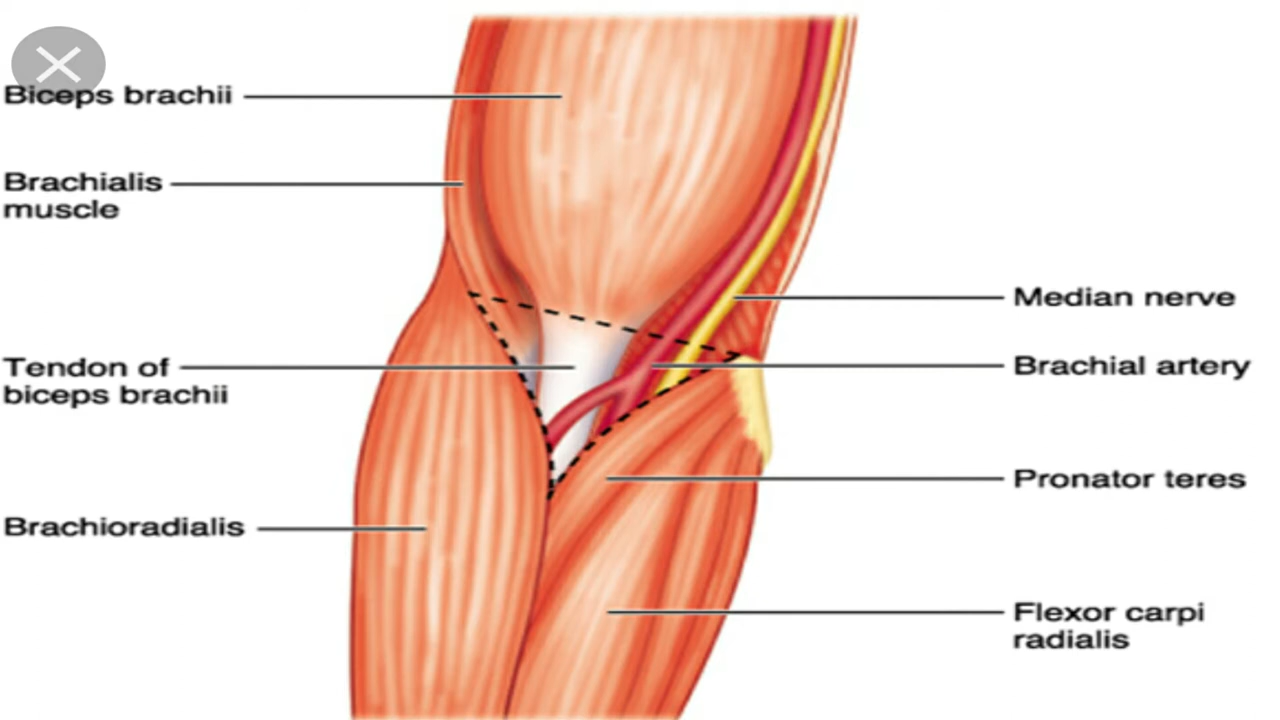 Biceps brachii
Brachialis
muscle
Tendon of
biceps brachii
Brachioradialis
Median nerve
Brachial artery
Pronator teres
Flexor carpi
radialis